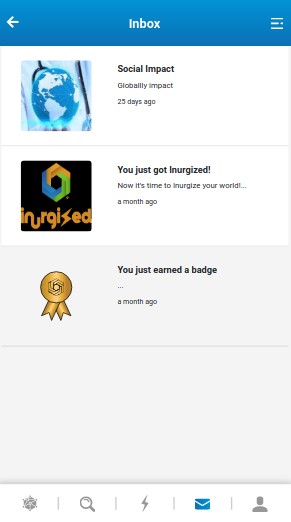 Inbox
Social Impact
Globallly impact
25 days ago
inurgized
You just got Inurgized!
Now it's time to Inurgize your world!...
a month ago
You just earned a badge
...
a month ago